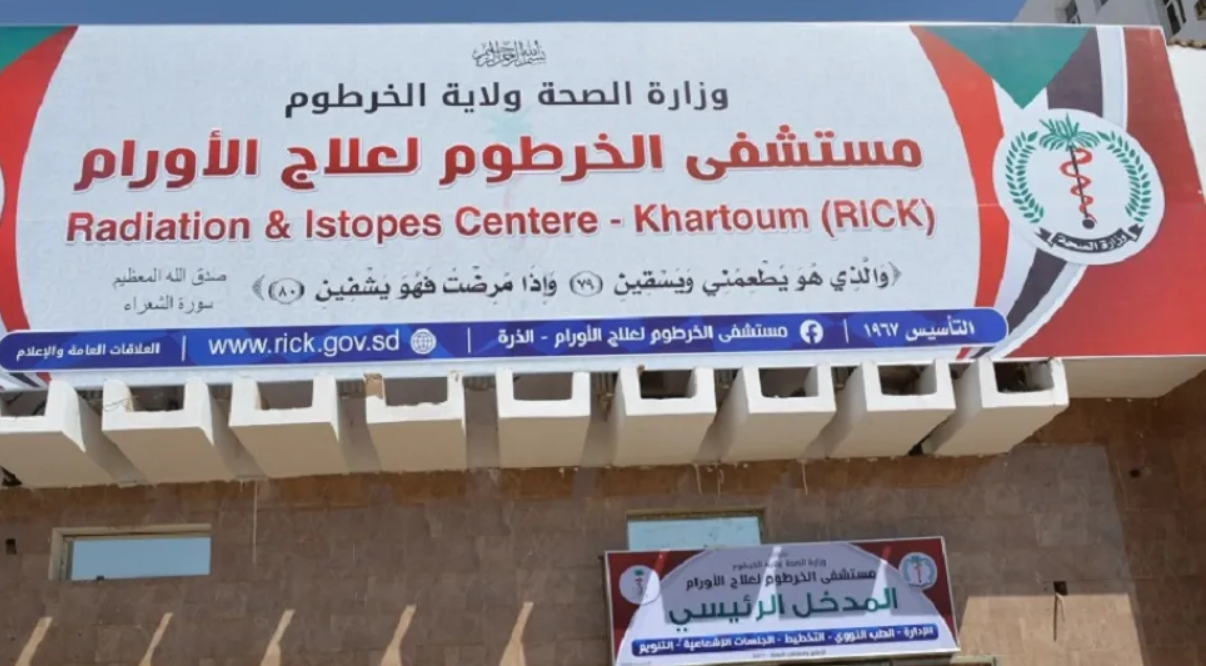 بسم الله الرحمن الرحيم
وزارة الصحة ولاية الخرطوم
مستشفى الخرطوم لعلاج الأورام
Radiation & Istopes Centere - Khartoum (RICK)
﴿والَّذِي هُوَ يُطْعِمُنِي وَيَسْقِينِ (٧٩) وَإِذَا مَرِضْتُ فَهُوَ يَشْفِينِ (٨٠)﴾
صدق الله المعظيم
سورة الشعراء
التأسيس ١٩٦٧ | مستشفى الخرطوم لعلاج الأورام - الذرة | www.rick.gov.sd | العلاقات العامة والإعلام
وزارة الصحة
وزارة الصحة ولاية الخرطوم
مستشفى الخرطوم لعلاج الأورام
المدخل الرئيسي
الإدارة - الطب النووي - التخطيط - الجلسات الإشعاعية - التنويم